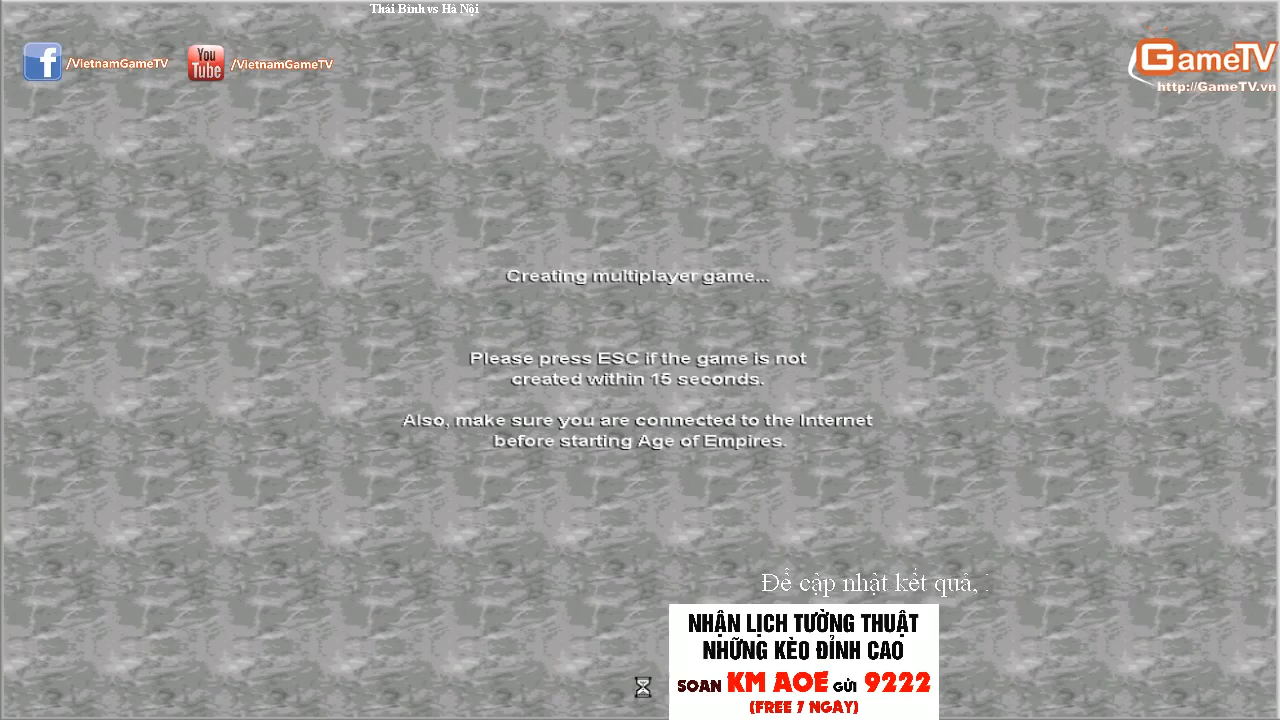 Thái Bình vs Hà Nội
f /VietnamGameTV
You Tube /VietnamGameTV
GameTV
http://GameTV.vn
Creating multiplayer game...
Please press ESC if the game is not
created within 15 seconds.
Also, make sure you are connected to the Internet
before starting Age of Empires.
Để cập nhật kết quả,
NHẬN LỊCH TƯỜNG THUẬT
NHỮNG KÈO ĐỈNH CAO
SOAN KM AOE GỬI 9222
(FREE 7 NGAY)